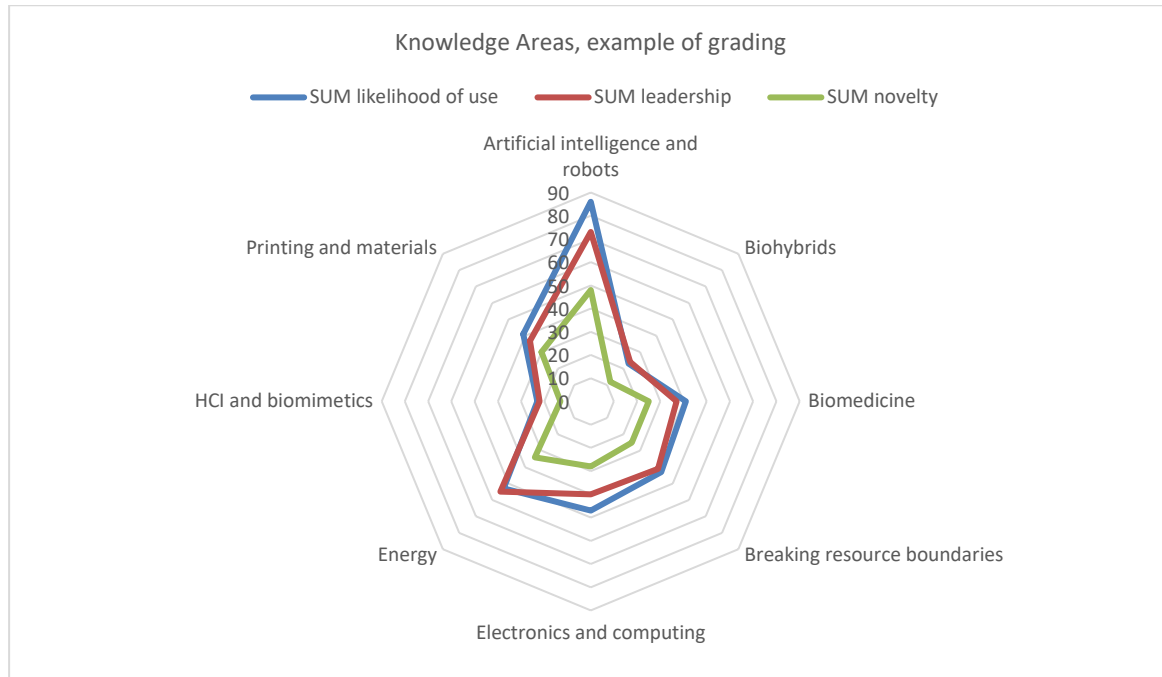 Knowledge Areas, example of grading
SUM likelihood of use
SUM leadership
SUM novelty
Artificial intelligence and
robots
90
80
70
60
50
40
30
20
10
0
Printing and materials
Biohybrids
HCI and biomimetics
Biomedicine
Energy
Breaking resource boundaries
Electronics and computing